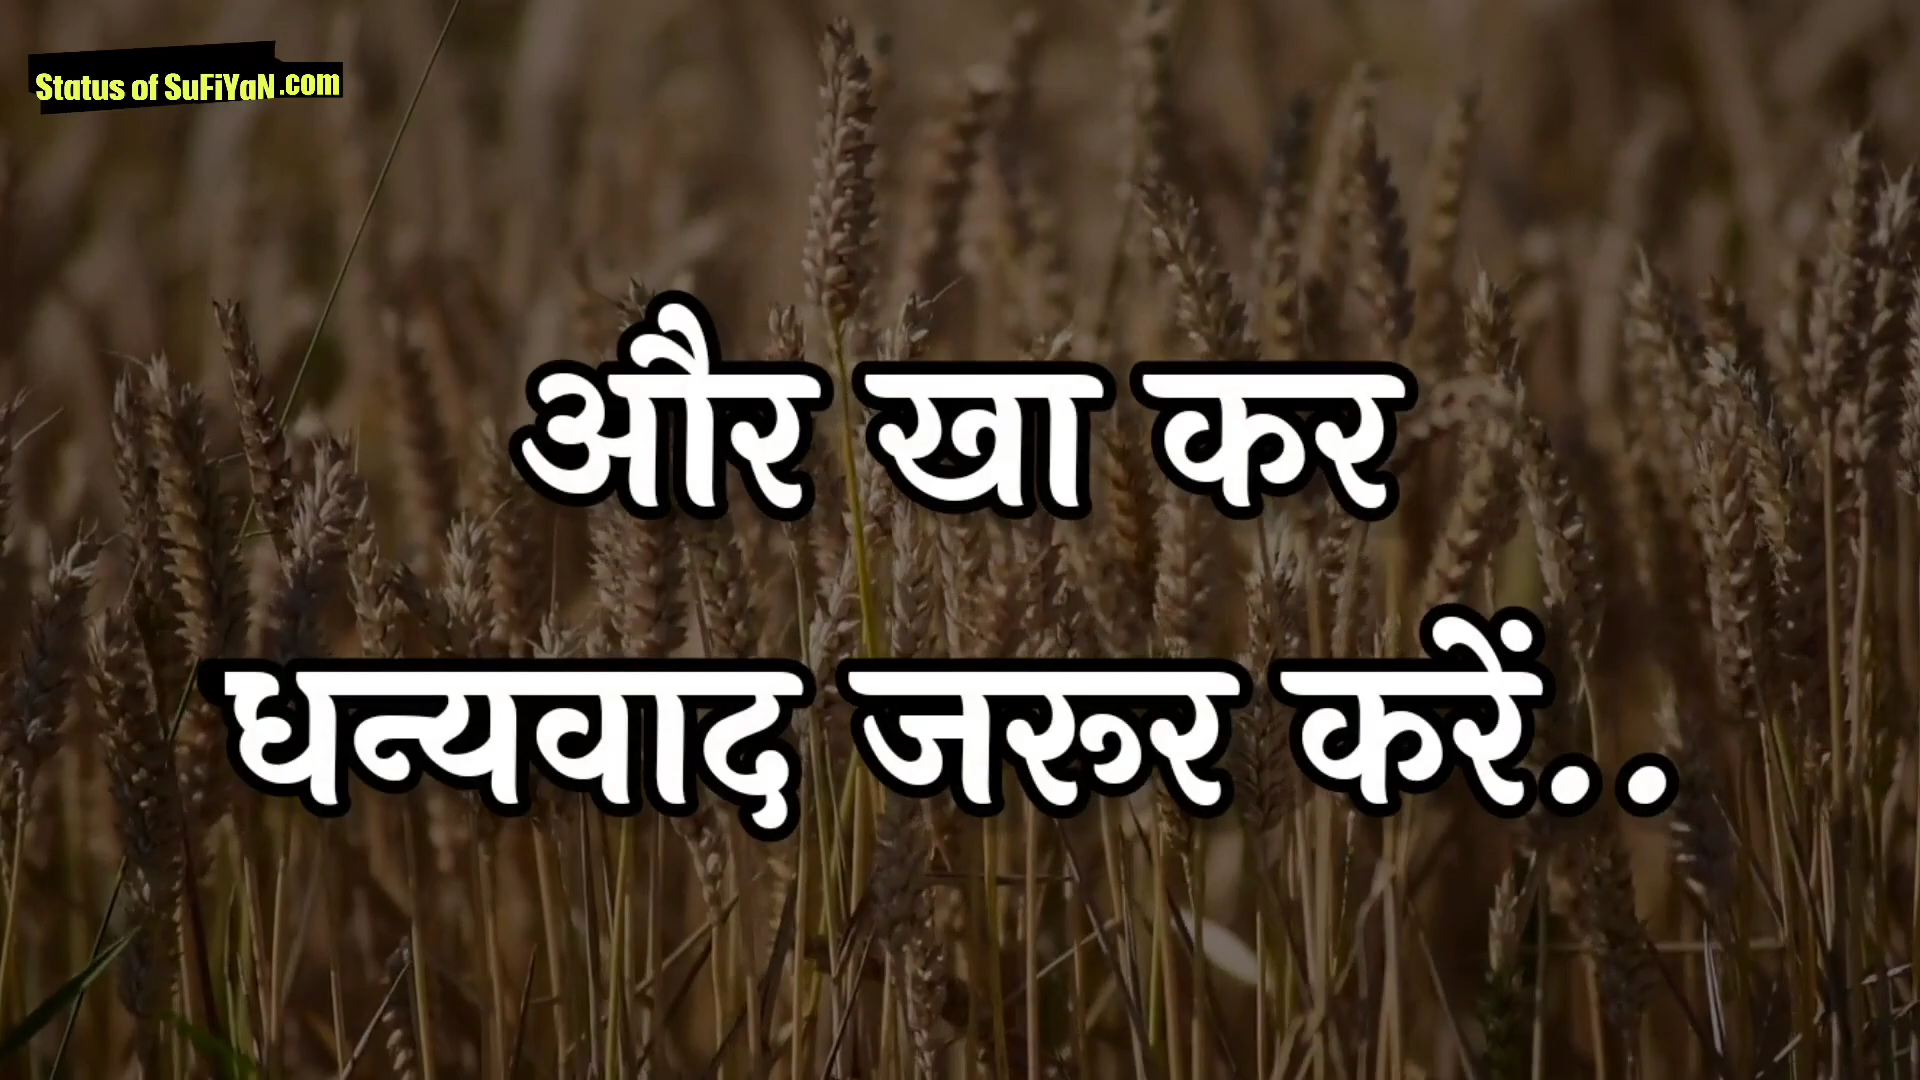 Status of SuFiYaN.com
और खा कर
धन्यवाद जरूर करें..